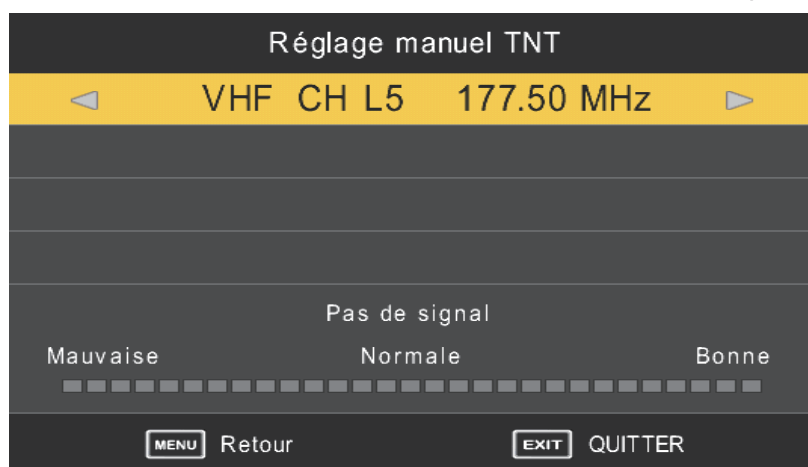 Réglage manuel TNT
VHF CH L5 177.50 MHz
Pas de signal
Mauvaise Normale Bonne
MENU Retour EXIT QUITTER